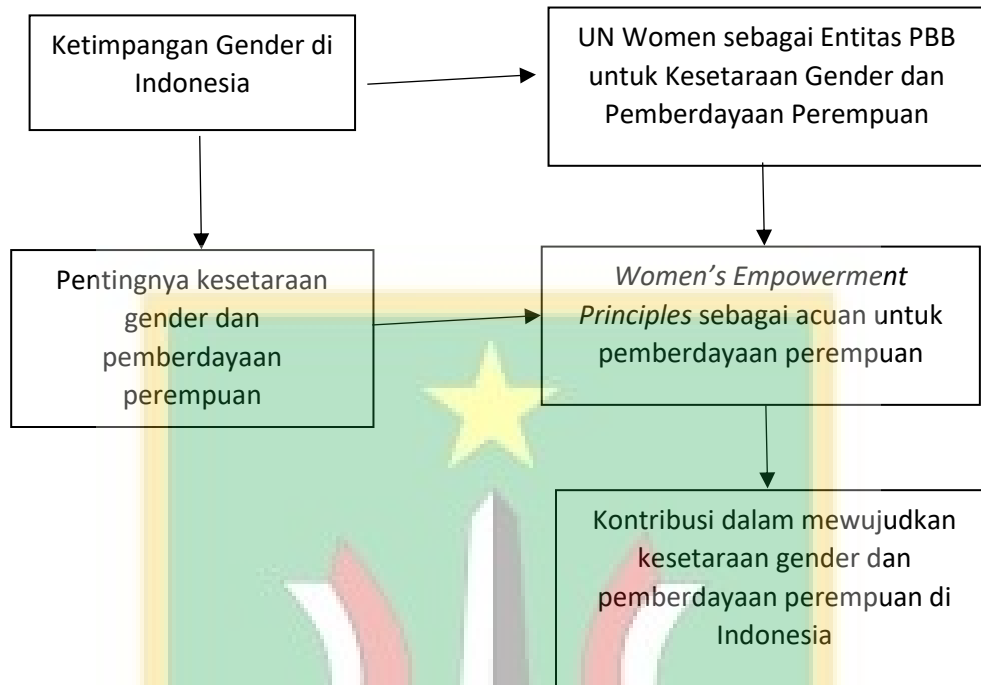 Ketimpangan Gender di
Indonesia
UN Women sebagai Entitas PBB
untuk Kesetaraan Gender dan
Pemberdayaan Perempuan
Pentingnya kesetaraan
gender dan
pemberdayaan
perempuan
Women’s Empowerment
Principles sebagai acuan untuk
pemberdayaan perempuan
Kontribusi dalam mewujudkan
kesetaraan gender dan
pemberdayaan perempuan di
Indonesia